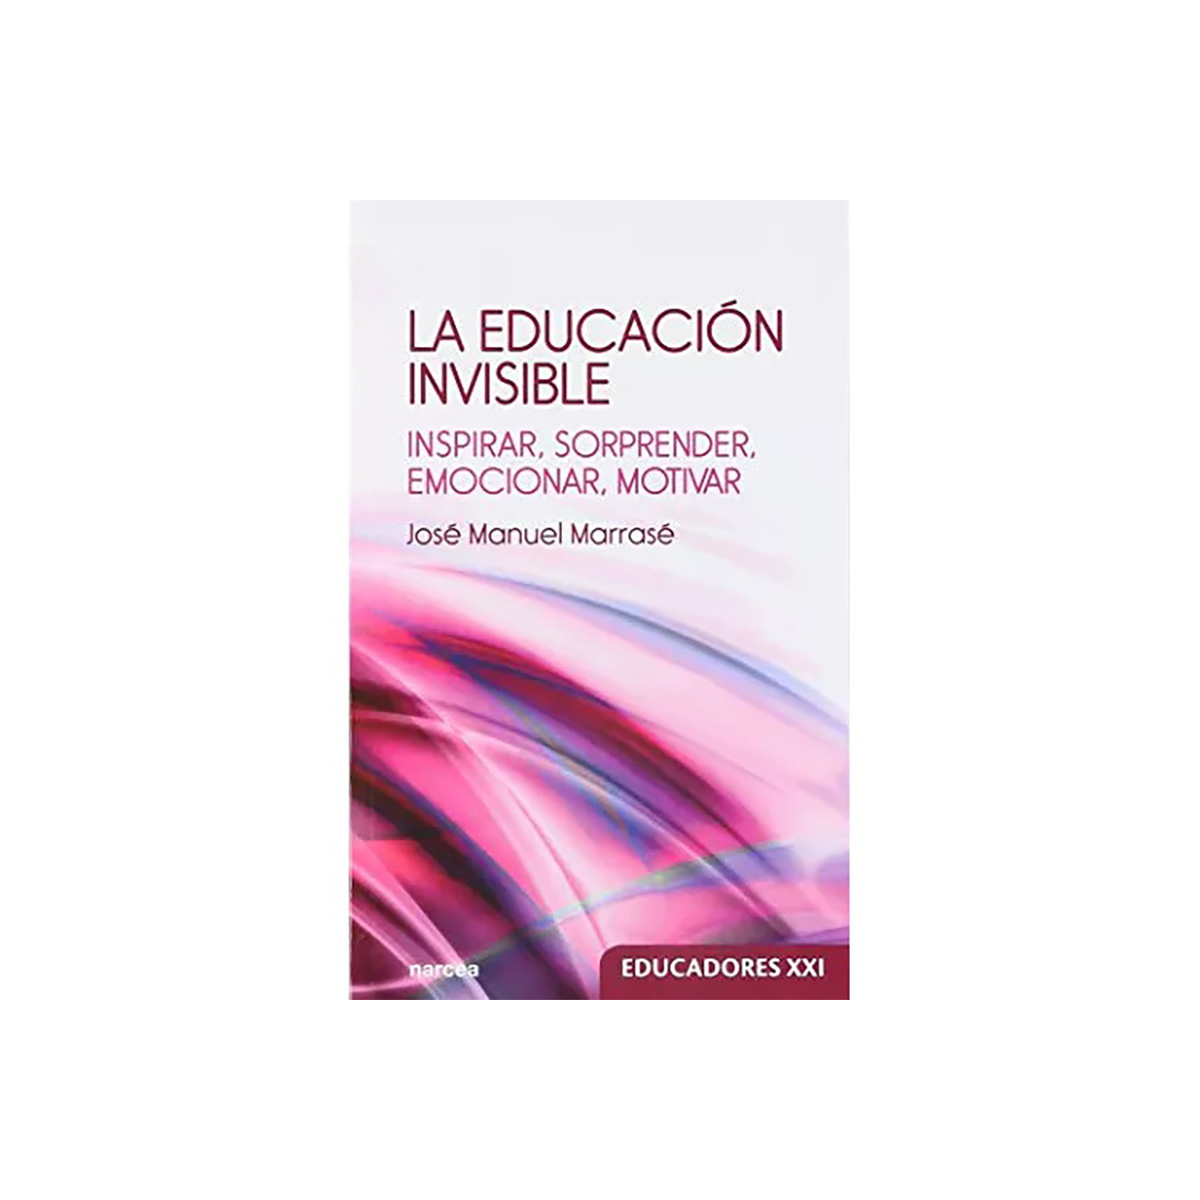 LA EDUCACIÓN
INVISIBLE
INSPIRAR, SORPRENDER,
EMOCIONAR, MOTIVAR
José Manuel Marrasé
narcea
EDUCADORES XXI